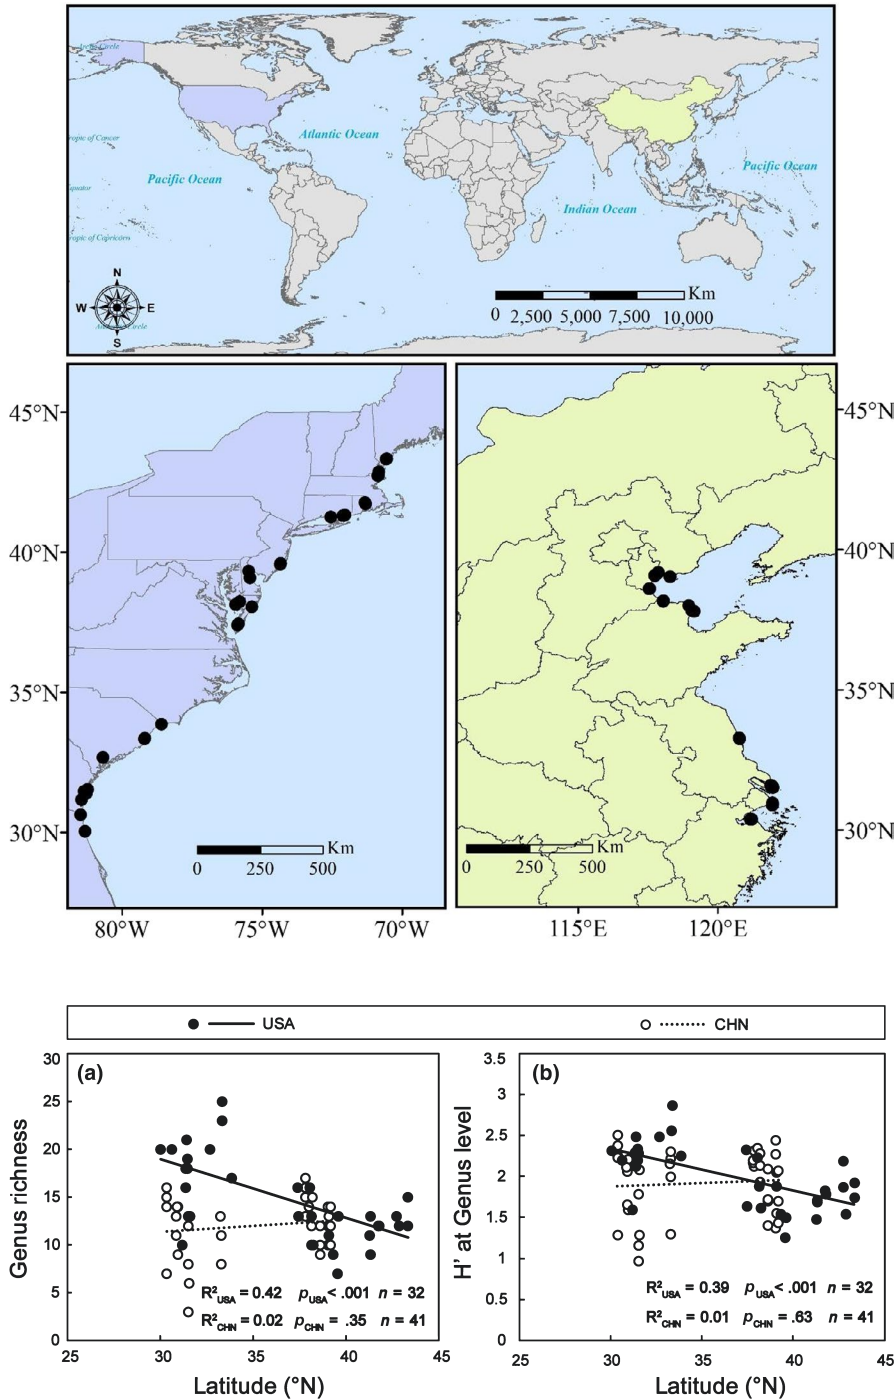 Arctic Circle
Atlantic Ocean
ropic of Cancer
Pacific Ocean
Pacific Ocean
quator
Indian Ocean
ropic of Capricorn
N
W E
S
Km
0 2,500 5,000 7,500 10,000
45°N
40°N
35°N
30°N
Km
0 250 500
80°W 75°W 70°W
45°N
40°N
35°N
30°N
Km
0 250 500
115°E 120°E
USA CHN
(a)
Genus richness
30
25
20
15
10
5
0
R²USA = 0.42 pUSA < .001 n = 32
R²CHN = 0.02 pCHN = .35 n = 41
25 30 35 40 45
Latitude (°N)
(b)
H' at Genus level
3.5
3
2.5
2
1.5
1
0.5
0
R²USA = 0.39 pUSA < .001 n = 32
R²CHN = 0.01 pCHN = .63 n = 41
25 30 35 40 45
Latitude (°N)